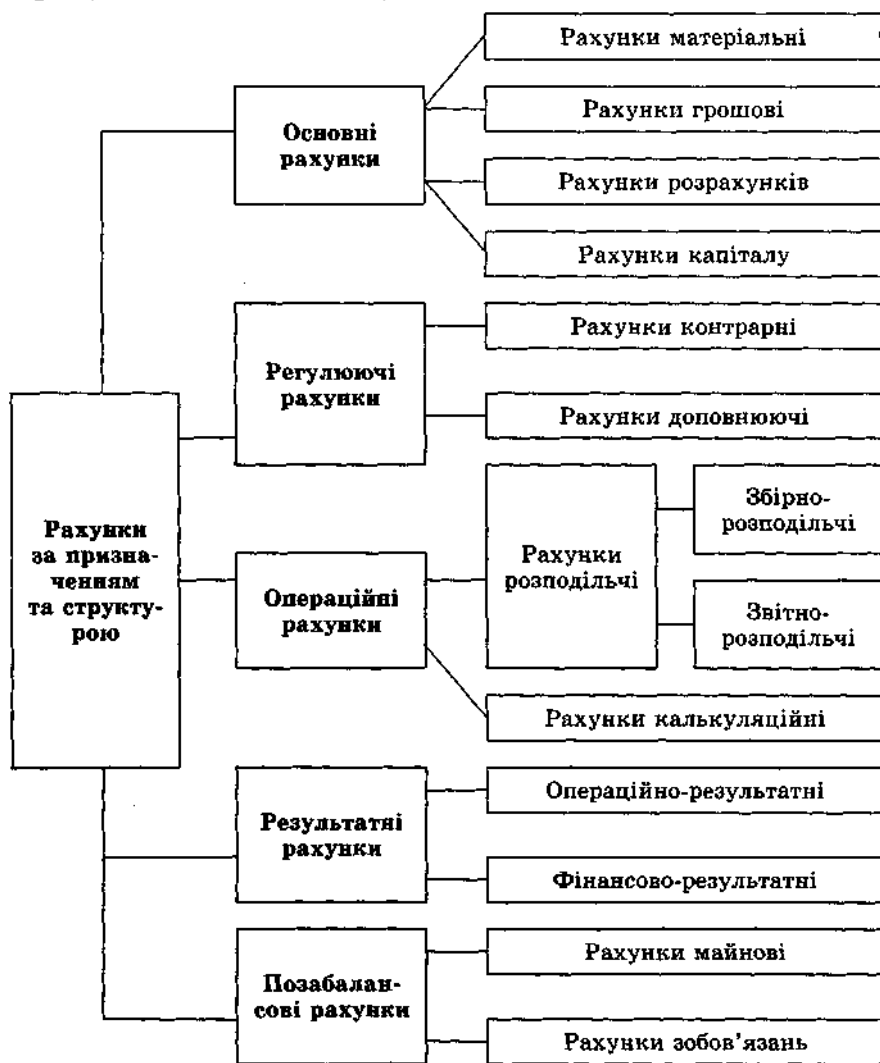 Рахунки
за призна-
ченням
та структу-
рою
Основні
рахунки
Рахунки матеріальні
Рахунки грошові
Рахунки розрахунків
Рахунки капіталу
Регулюючі
рахунки
Рахунки контрарні
Рахунки доповнюючі
Операційні
рахунки
Рахунки
розподільчі
Збірно-
розподільчі
Звітно-
розподільчі
Рахунки калькуляційні
Результатні
рахунки
Операційно-результатні
Фінансово-результатні
Позабалан-
сові рахунки
Рахунки майнові
Рахунки зобов'язань